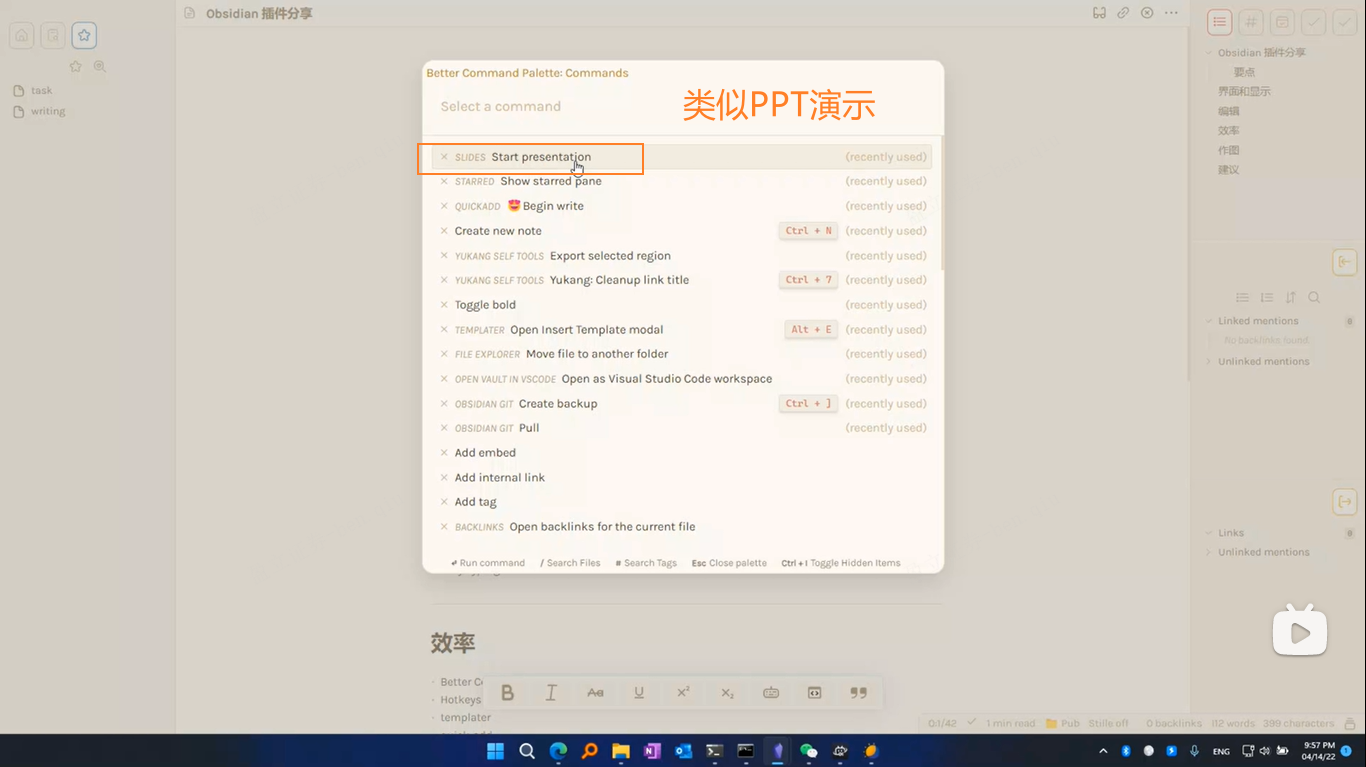 Obsidian 插件分享
task
writing
Better Command Palette: Commands
Select a command
类似PPT演示
× SLIDES Start presentation (recently used)
× STARRED Show starred pane (recently used)
× QUICKADD 😍Begin write (recently used)
× Create new note Ctrl + N (recently used)
× YUKANG SELF TOOLS Export selected region (recently used)
× YUKANG SELF TOOLS Yukang: Cleanup link title Ctrl + 7 (recently used)
× Toggle bold (recently used)
× TEMPLATER Open Insert Template modal Alt + E (recently used)
× FILE EXPLORER Move file to another folder (recently used)
× OPEN VAULT IN VSCODE Open as Visual Studio Code workspace (recently used)
× OBSIDIAN GIT Create backup Ctrl + ] (recently used)
× OBSIDIAN GIT Pull (recently used)
× Add embed
× Add internal link
× Add tag
× BACKLINKS Open backlinks for the current file
↵ Run command / Search Files # Search Tags Esc Close palette Ctrl + I Toggle Hidden Items
效率
Better C
Hotkeys
templater
B I Aa U X² X₂
0.1/42 1 min read Pub Stille off 0 backlinks 112 words 399 characters
Obsidian 插件分享
要点
界面和显示
编辑
效率
作图
建议
Linked mentions 0
No backlinks found.
Unlinked mentions
Links 0
Unlinked mentions
ENG
9:57 PM
04/14/22